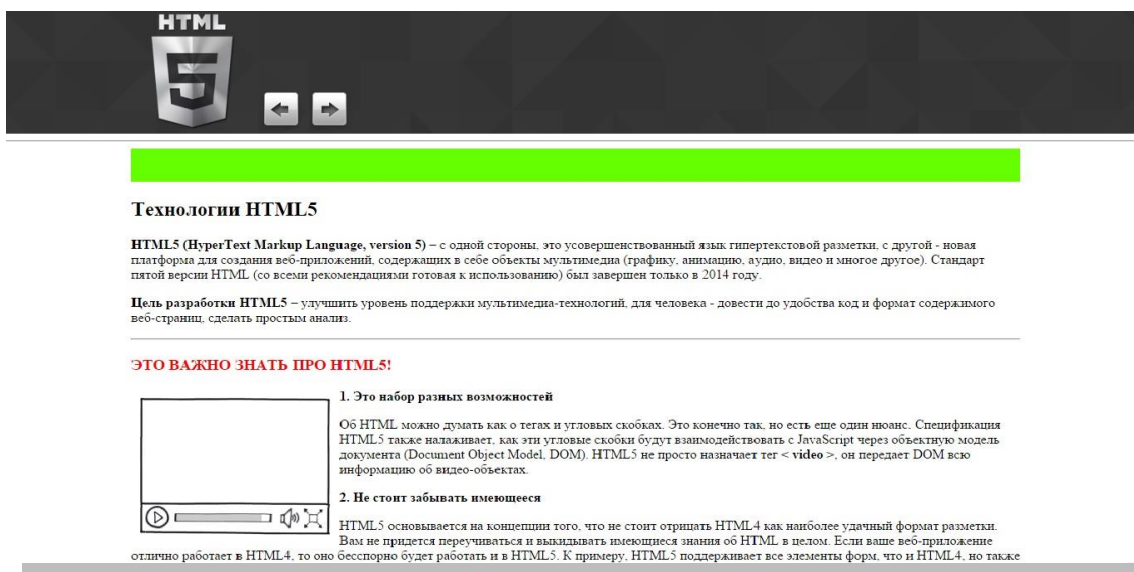 HTML
5
Технологии HTML5
HTML5 (HyperText Markup Language, version 5) – с одной стороны, это усовершенствованный язык гипертекстовой разметки, с другой - новая
платформа для создания веб-приложений, содержащих в себе объекты мультимедиа (графику, анимацию, аудио, видео и многое другое). Стандарт
пятой версии HTML (со всеми рекомендациями готовая к использованию) был завершен только в 2014 году.
Цель разработки HTML5 – улучшить уровень поддержки мультимедиа-технологий, для человека - довести до удобства код и формат содержимого
веб-страниц, сделать простым анализ.
ЭТО ВАЖНО ЗНАТЬ ПРО HTML5!
1. Это набор разных возможностей
Об HTML можно думать как о тегах и угловых скобках. Это конечно так, но есть еще один нюанс. Спецификация
HTML5 также налаживает, как эти угловые скобки будут взаимодействовать с JavaScript через объектную модель
документа (Document Object Model, DOM). HTML5 не просто назначает тег < video >, он передает DOM всю
информацию об видео-объектах.
2. Не стоит забывать имеющееся
HTML5 основывается на концепции того, что не стоит отрицать HTML4 как наиболее удачный формат разметки.
Вам не придется переучиваться и выкидывать имеющиеся знания об HTML в целом. Если ваше веб-приложение
отлично работает в HTML4, то оно бесспорно будет работать и в HTML5. К примеру, HTML5 поддерживает все элементы форм, что и HTML4, но также